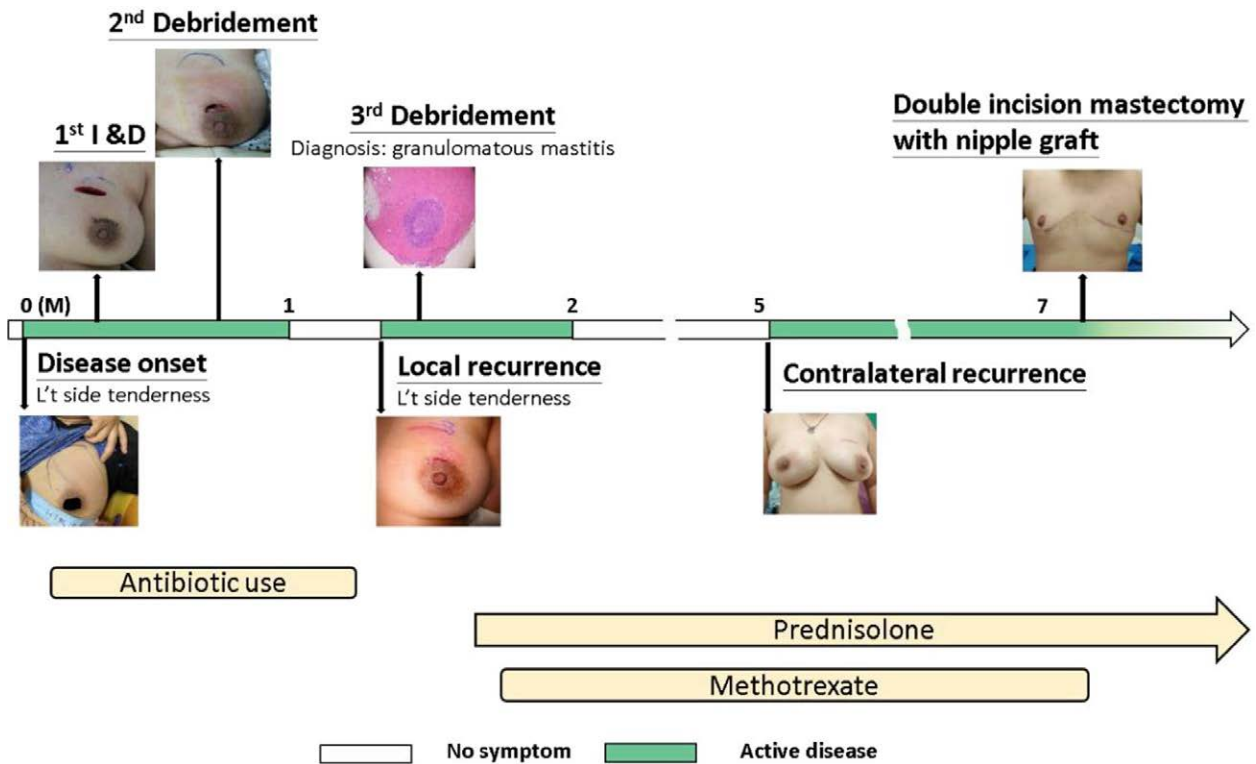 2nd Debridement
1st I &D
3rd Debridement
Diagnosis: granulomatous mastitis
Double incision mastectomy
with nipple graft
0 (M)
1
2
5
7
Disease onset
L't side tenderness
Local recurrence
L't side tenderness
Contralateral recurrence
Antibiotic use
Prednisolone
Methotrexate
No symptom
Active disease